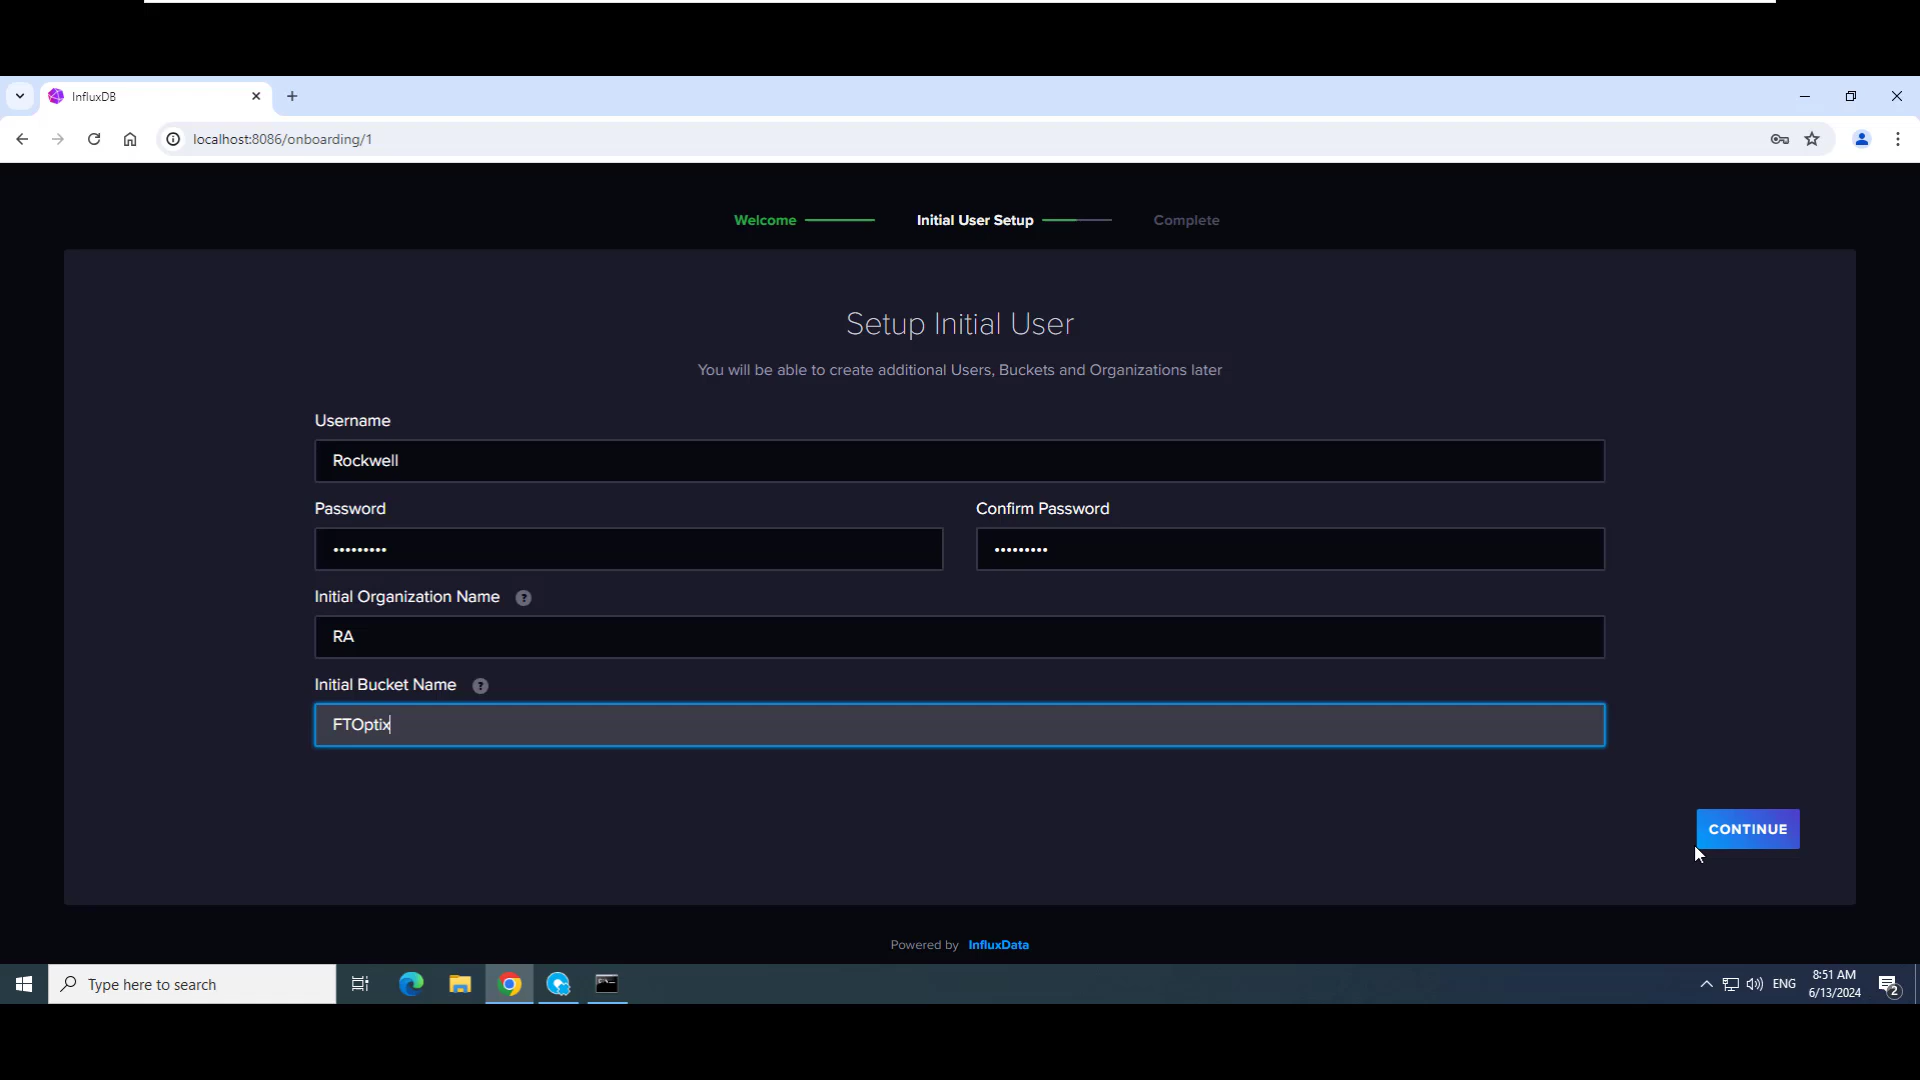 InfluxDB
localhost:8086/onboarding/1
Welcome
Initial User Setup
Complete
Setup Initial User
You will be able to create additional Users, Buckets and Organizations later
Username
Rockwell
Password
Confirm Password
•••••••••
•••••••••
Initial Organization Name ?
RA
Initial Bucket Name ?
FTOptix
CONTINUE
Powered by InfluxData
Type here to search
ENG
8:51 AM
6/13/2024
2